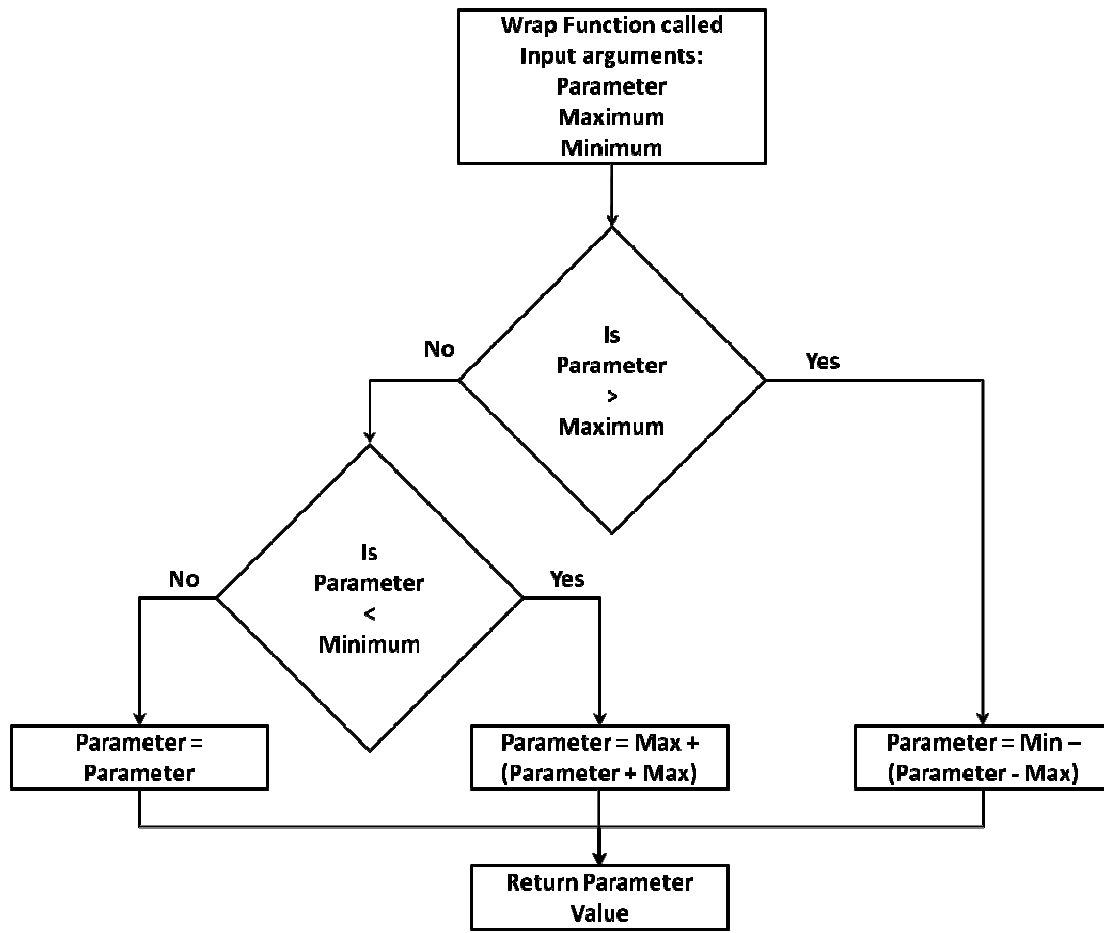 Wrap Function called
Input arguments:
Parameter
Maximum
Minimum
Is
Parameter
>
Maximum
No
Yes
Is
Parameter
<
Minimum
No
Yes
Parameter =
Parameter
Parameter = Max +
(Parameter + Max)
Parameter = Min –
(Parameter - Max)
Return Parameter
Value